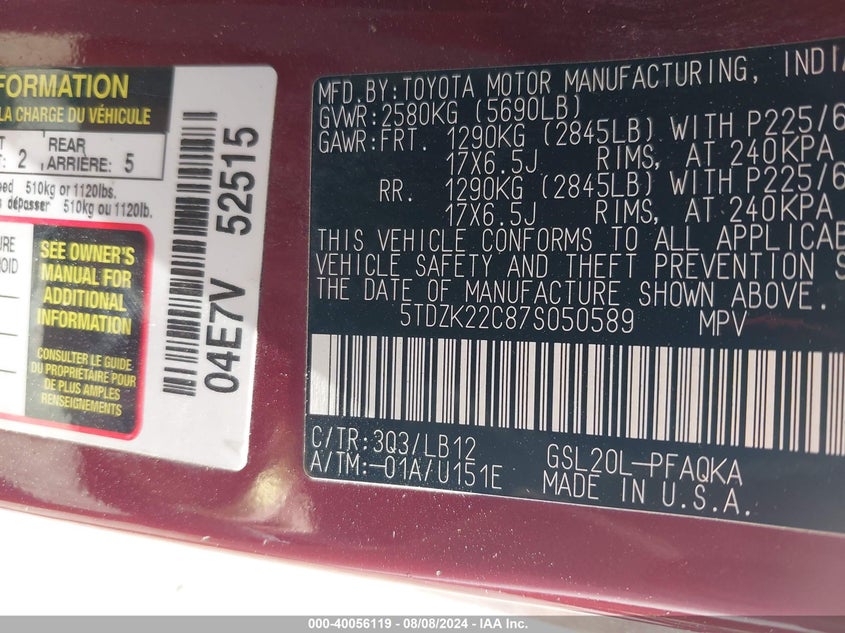 FORMATION
LA CHARGE DU VÉHICULE
2 REAR
ARRIÈRE: 5
510kg or 1120lbs.
dépasser 510kg ou 1120lb.
SEE OWNER'S
MANUAL FOR
ADDITIONAL
INFORMATION
CONSULTER LE GUIDE
DU PROPRIÉTAIRE POUR
DE PLUS AMPLES
RENSEIGNEMENTS
04E7V 52515
MFD.BY:TOYOTA MOTOR MANUFACTURING, INDIA
GVWR:2580KG (5690LB)
GAWR:FRT. 1290KG (2845LB) WITH P225/6
17X6.5J RIMS, AT 240KPA
RR. 1290KG (2845LB) WITH P225/6
17X6.5J RIMS, AT 240KPA
THIS VEHICLE CONFORMS TO ALL APPLICAB
VEHICLE SAFETY AND THEFT PREVENTION S
THE DATE OF MANUFACTURE SHOWN ABOVE.
5TDZK22C87S050589 MPV
C/TR:3Q3/LB12 GSL20L-PFAQKA
A/TM:-01A/U151E MADE IN U.S.A.
000-40056119 - 08/08/2024 - IAA Inc.